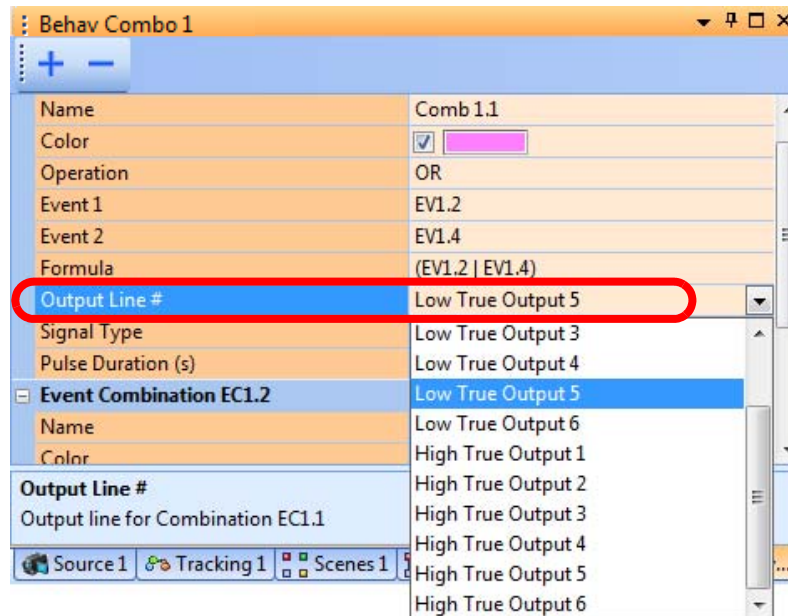 Behav Combo 1
Name Comb 1.1
Color
Operation OR
Event 1 EV1.2
Event 2 EV1.4
Formula (EV1.2 | EV1.4)
Output Line # Low True Output 5
Signal Type
Pulse Duration (s)
Event Combination EC1.2
Name
Color
Low True Output 3
Low True Output 4
Low True Output 5
Low True Output 6
High True Output 1
High True Output 2
High True Output 3
High True Output 4
High True Output 5
High True Output 6
Output Line #
Output line for Combination EC1.1
Source 1 Tracking 1 Scenes 1